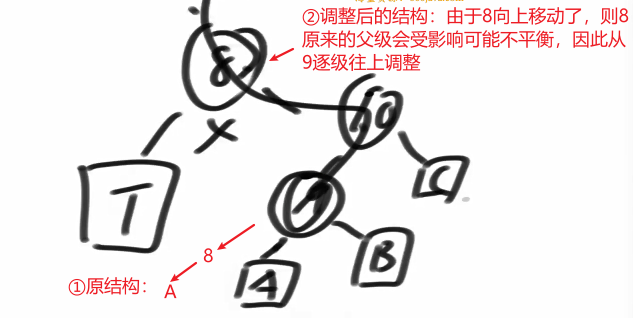 ②调整后的结构：由于8向上移动了，则8
原来的父级会受影响可能不平衡，因此从
9逐级往上调整
8
10
T
C
9
B
A
8
①原结构：
A